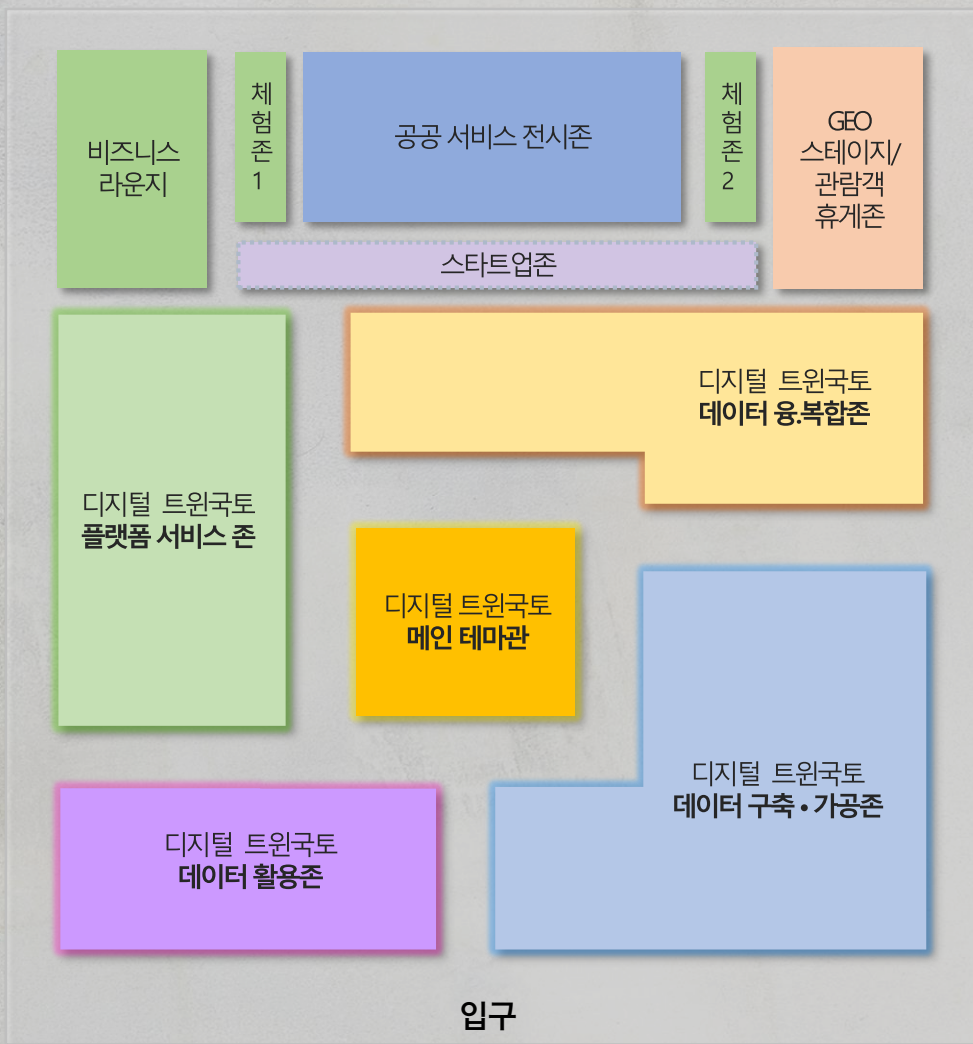 비즈니스
라운지
체
험
존
1
공공 서비스 전시존
체
험
존
2
GEO
스테이지/
관람객
휴게존
스타트업존
디지털 트윈국토
데이터 융.복합존
디지털 트윈국토
플랫폼 서비스 존
디지털 트윈국토
메인 테마관
디지털 트윈국토
데이터 구축 • 가공존
디지털 트윈국토
데이터 활용존
입구